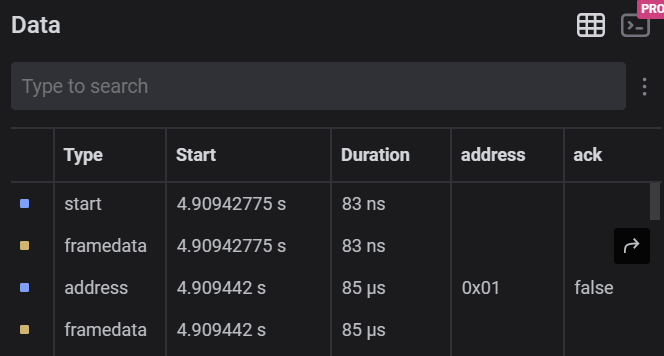 PRO
Data
Type to search
Type Start Duration address ack
start 4.90942775 s 83 ns
framedata 4.90942775 s 83 ns
address 4.909442 s 85 µs 0x01 false
framedata 4.909442 s 85 µs